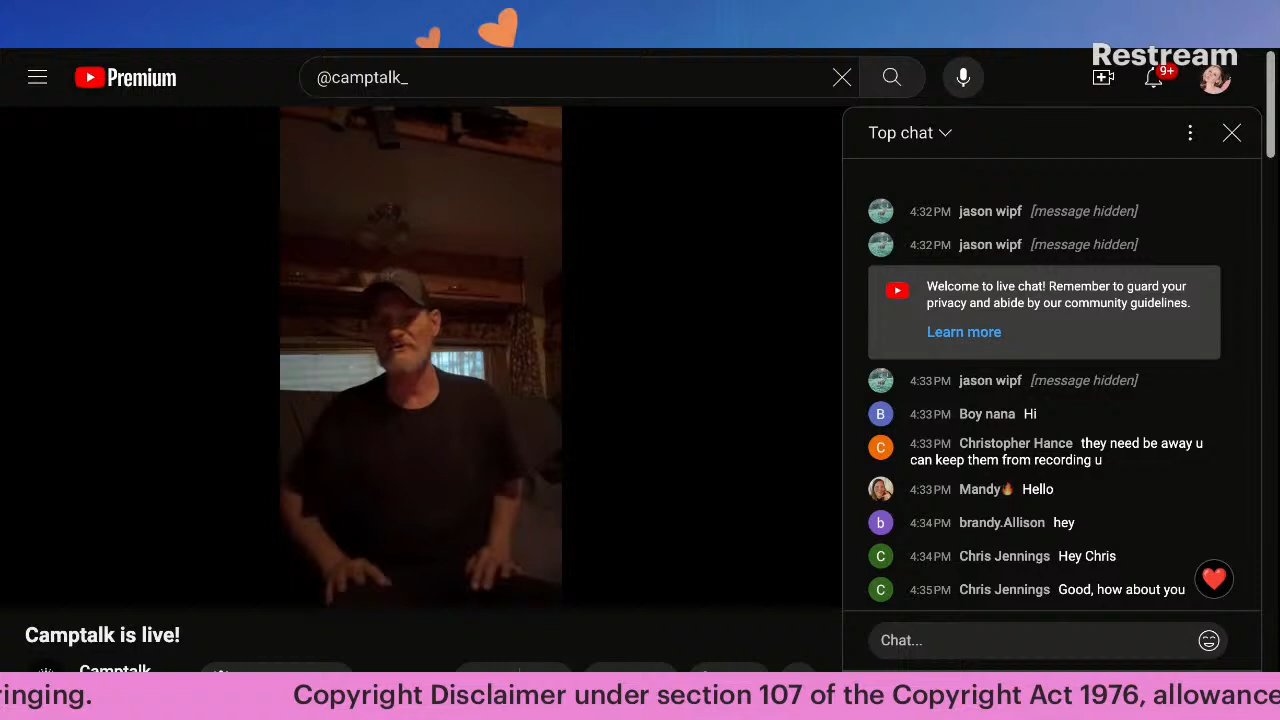 Restream
Premium
@camptalk_
9+
Top chat
4:32 PM jason wipf [message hidden]
4:32 PM jason wipf [message hidden]
Welcome to live chat! Remember to guard your
privacy and abide by our community guidelines.
Learn more
4:33 PM jason wipf [message hidden]
B 4:33 PM Boy nana Hi
C 4:33 PM Christopher Hance they need be away u
can keep them from recording u
4:33 PM Mandy🔥 Hello
b 4:34 PM brandy.Allison hey
C 4:34 PM Chris Jennings Hey Chris
C 4:35 PM Chris Jennings Good, how about you
Chat...
Camptalk is live!
Camptalk
ringing. Copyright Disclaimer under section 107 of the Copyright Act 1976, allowance